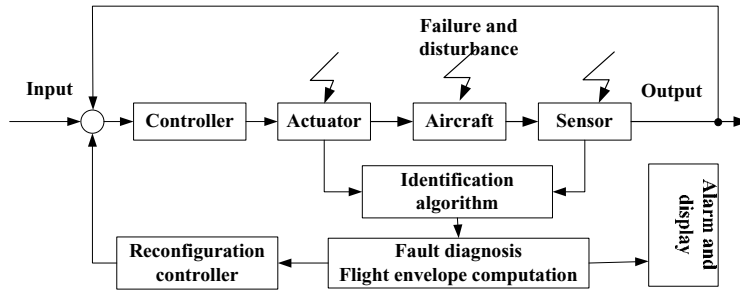 Failure and
disturbance
Input
Output
Controller
Actuator
Aircraft
Sensor
Identification
algorithm
Alarm and
display
Reconfiguration
controller
Fault diagnosis
Flight envelope computation